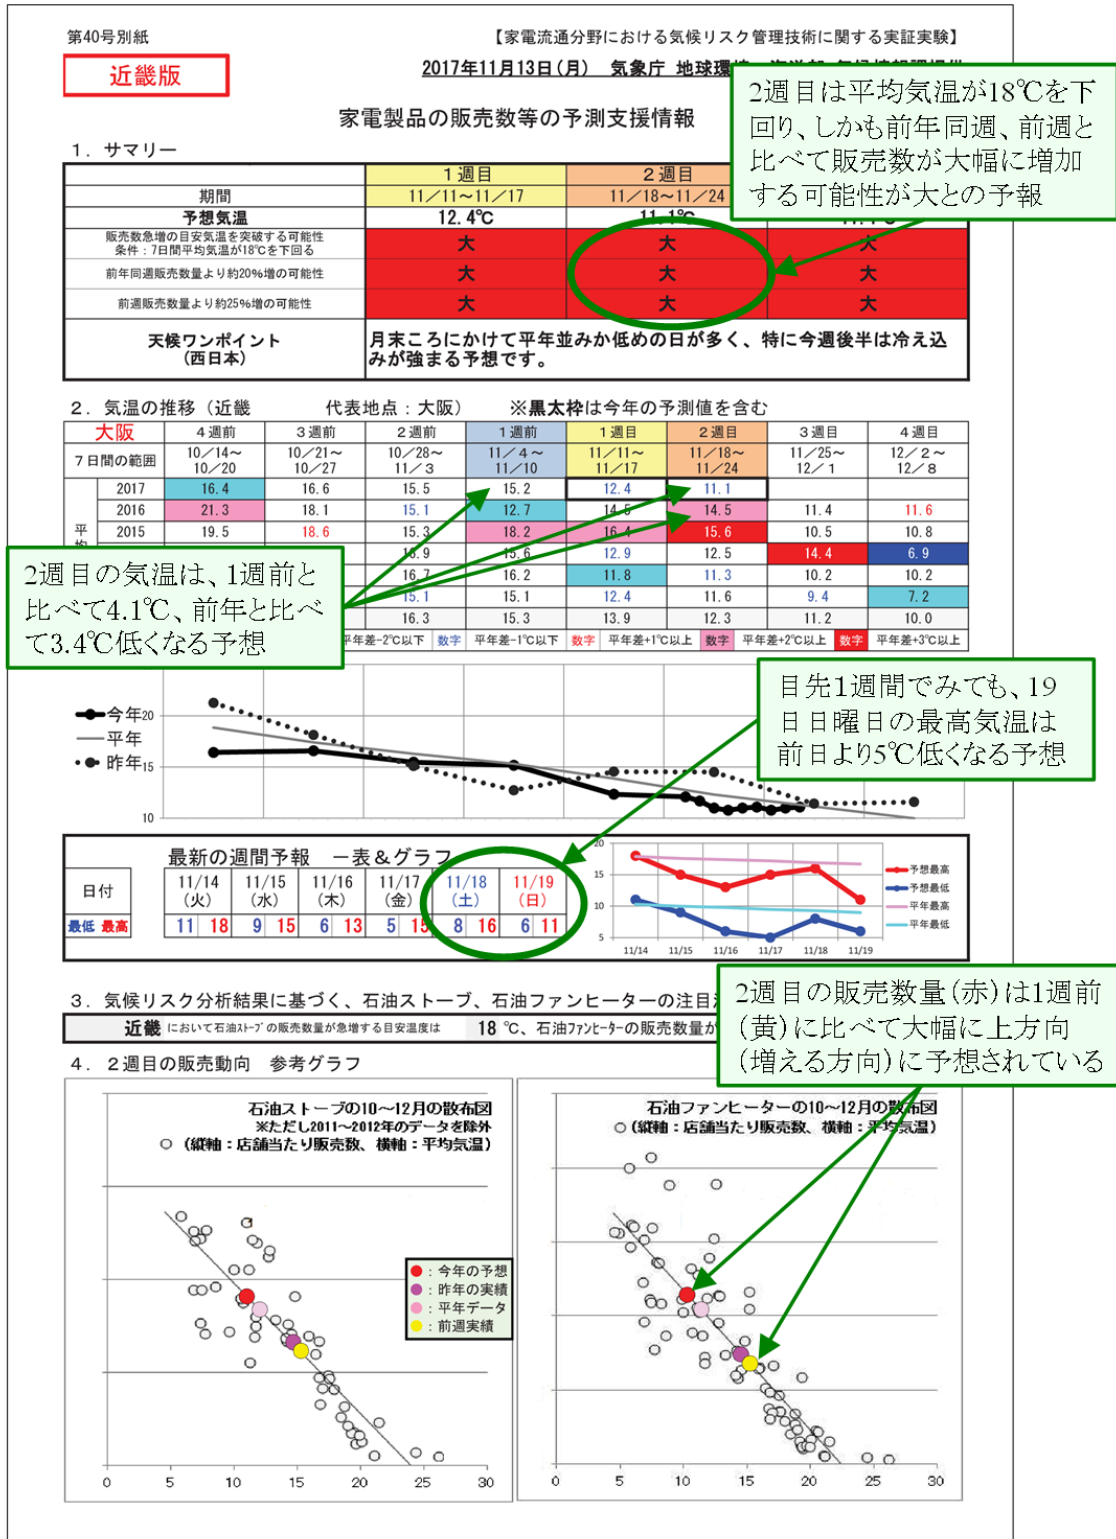 第40号別紙
【家電流通分野における気候リスク管理技術に関する実証実験】
近畿版
2017年11月13日(月) 気象庁 地球環境
2週目は平均気温が18℃を下
回り、しかも前年同週、前週と
比べて販売数が大幅に増加
する可能性が大との予報
家電製品の販売数等の予測支援情報
1. サマリー
1週目 2週目
期間 11/11~11/17 11/18~11/24
予想気温 12.4℃ 11.1℃
販売数急増の目安気温を突破する可能性
条件:7日間平均気温が18℃を下回る
大 大 大
前年同週販売数量より約20%増の可能性 大 大 大
前週販売数量より約25%増の可能性 大 大 大
天候ワンポイント
(西日本)
月末ころにかけて平年並みか低めの日が多く、特に今週後半は冷え込
みが強まる予想です。
2. 気温の推移(近畿 代表地点:大阪) ※黒太枠は今年の予測値を含む
大阪 4週前 3週前 2週前 1週前 1週目 2週目 3週目 4週目
7日間の範囲 10/14~10/20 10/21~10/27 10/28~11/3 11/4~11/10 11/11~11/17 11/18~11/24 11/25~12/1 12/2~12/8
2017 16.4 16.6 15.5 15.2 12.4 11.1
2016 21.3 18.1 15.1 12.7 14.5 14.5 11.4 11.6
平 2015 19.5 18.6 15.3 18.2 16.4 15.6 10.5 10.8
15.6 12.9 12.5 14.4 6.9
16.7 16.2 11.8 11.3 10.2 10.2
15.1 15.1 12.4 11.6 9.4 7.2
16.3 15.3 13.9 12.3 11.2 10.0
2週目の気温は、1週前と
比べて4.1℃、前年と比べ
て3.4℃低くなる予想
年差-2℃以下 数字 平年差-1℃以下 数字 平年差+1℃以上 数字 平年差+2℃以上 数字 平年差+3℃以上
目先1週間でみても、19
日日曜日の最高気温は
前日より5℃低くなる予想
今年
平年
昨年
20
15
10
最新の週間予報 -表&グラフ
日付 11/14(火) 11/15(水) 11/16(木) 11/17(金) 11/18(土) 11/19(日)
最低 最高 11 18 9 15 6 13 5 15 8 16 6 11
20
15
10
5
11/14 11/15 11/16 11/17 11/18 11/19
予想最高
予想最低
平年最高
平年最低
3. 気候リスク分析結果に基づく、石油ストーブ、石油ファンヒーターの注目
近畿 において石油ストーブの販売数量が急増する目安温度は 18 ℃、石油ファンヒーターの販売数量が
2週目の販売数量(赤)は1週前
(黄)に比べて大幅に上方向
(増える方向)に予想されている
4. 2週目の販売動向 参考グラフ
石油ストーブの10~12月の散布図
※ただし2011~2012年のデータを除外
(縦軸:店舗当たり販売数、横軸:平均気温)
:今年の予想
:昨年の実績
:平年データ
:前週実績
0 5 10 15 20 25 30
石油ファンヒーターの10~12月の散布図
(縦軸:店舗当たり販売数、横軸:平均気温)
0 5 10 15 20 25 30